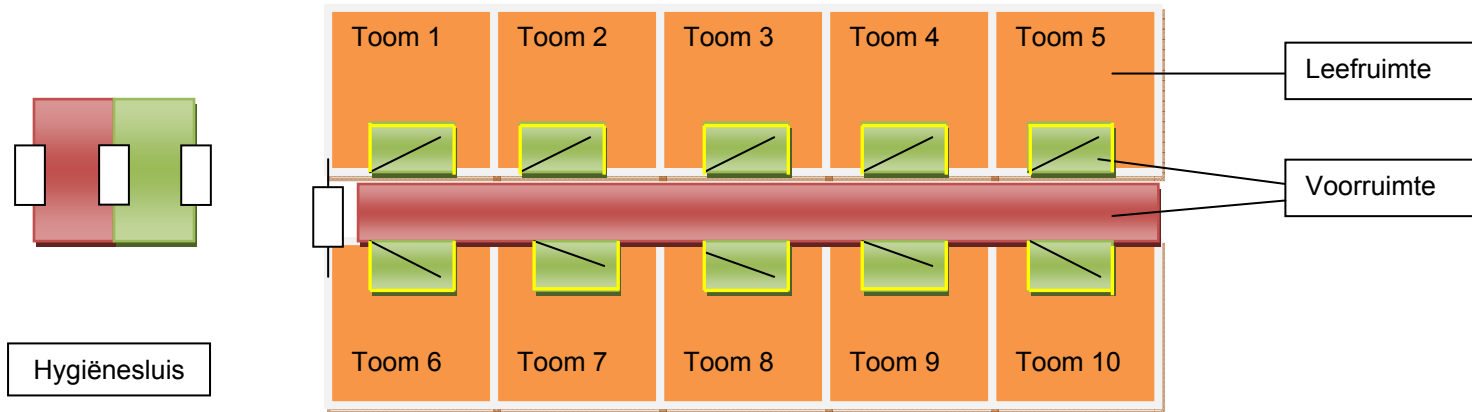 Toom 1
Toom 2
Toom 3
Toom 4
Toom 5
Leefruimte
Voorruimte
Toom 6
Toom 7
Toom 8
Toom 9
Toom 10
Hygiënesluis